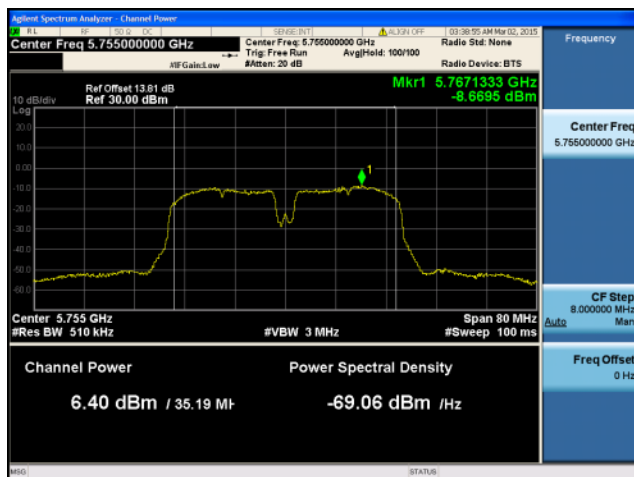 Agilent Spectrum Analyzer - Channel Power
RL RF 50 Ω DC SENSE:INT ALIGN OFF 03:38:55 AM Mar 02, 2015
Center Freq 5.755000000 GHz
Center Freq: 5.755000000 GHz Radio Std: None
Trig: Free Run Avg|Hold: 100/100
#IFGain:Low #Atten: 20 dB Radio Device: BTS
Mkr1 5.7671333 GHz
-8.6695 dBm
Ref Offset 13.81 dB
10 dB/div Ref 30.00 dBm
Log
20.0
10.0
0.00
-10.0
-20.0
-30.0
-40.0
-50.0
-60.0
1
Center 5.755 GHz Span 80 MHz
#Res BW 510 kHz #VBW 3 MHz #Sweep 100 ms
Channel Power Power Spectral Density
6.40 dBm / 35.19 MH -69.06 dBm /Hz
MSG STATUS
Frequency
Center Freq
5.755000000 GHz
CF Step
8.000000 MHz
Auto Man
Freq Offset
0 Hz